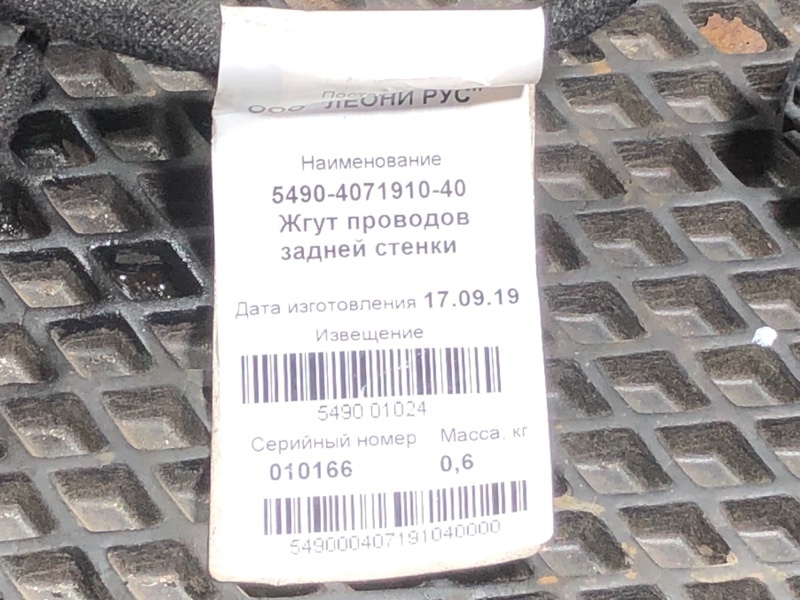 ООО "ЛЕОНИ РУС"
Наименование
5490-4071910-40
Жгут проводов
задней стенки
Дата изготовления 17.09.19
Извещение
5490 01024
Серийный номер Масса, кг
010166 0,6
549000407191040000